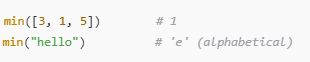 min([3, 1, 5])        # 1
min("hello")          # 'e' (alphabetical)